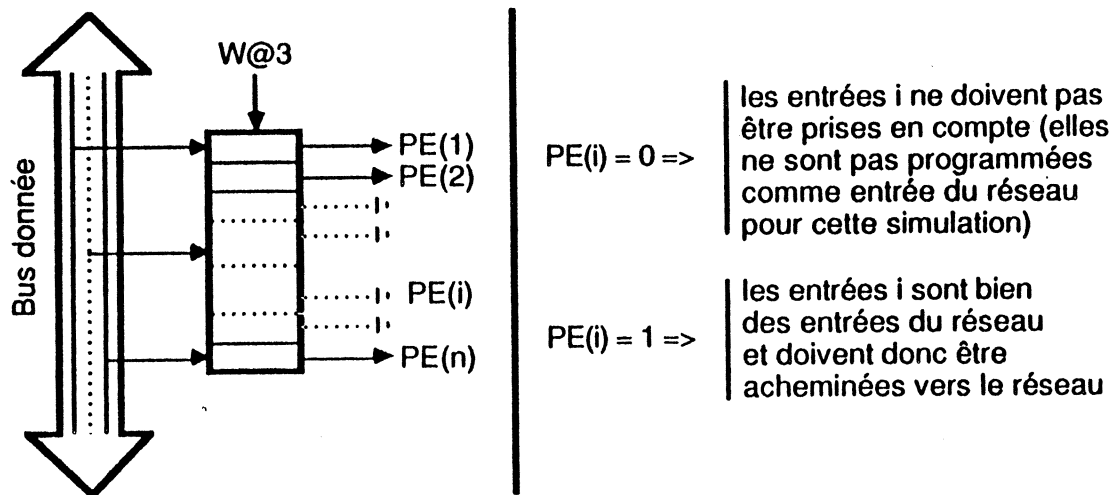 W@3
Bus donnée
PE(1)
PE(2)
PE(i)
PE(n)
PE(i) = 0 =>
les entrées i ne doivent pas
être prises en compte (elles
ne sont pas programmées
comme entrée du réseau
pour cette simulation)
PE(i) = 1 =>
les entrées i sont bien
des entrées du réseau
et doivent donc être
acheminées vers le réseau